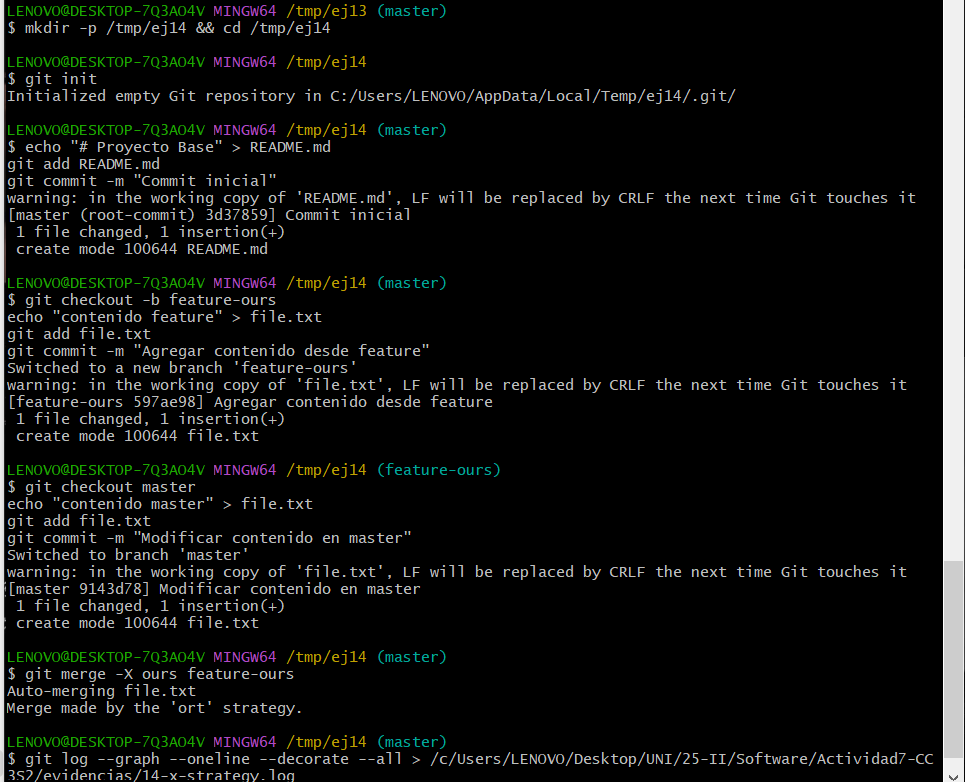 LENOVO@DESKTOP-7Q3AO4V MINGW64 /tmp/ej13 (master)
$ mkdir -p /tmp/ej14 && cd /tmp/ej14

LENOVO@DESKTOP-7Q3AO4V MINGW64 /tmp/ej14
$ git init
Initialized empty Git repository in C:/Users/LENOVO/AppData/Local/Temp/ej14/.git/

LENOVO@DESKTOP-7Q3AO4V MINGW64 /tmp/ej14 (master)
$ echo "# Proyecto Base" > README.md
git add README.md
git commit -m "Commit inicial"
warning: in the working copy of 'README.md', LF will be replaced by CRLF the next time Git touches it
[master (root-commit) 3d37859] Commit inicial
 1 file changed, 1 insertion(+)
 create mode 100644 README.md

LENOVO@DESKTOP-7Q3AO4V MINGW64 /tmp/ej14 (master)
$ git checkout -b feature-ours
echo "contenido feature" > file.txt
git add file.txt
git commit -m "Agregar contenido desde feature"
Switched to a new branch 'feature-ours'
warning: in the working copy of 'file.txt', LF will be replaced by CRLF the next time Git touches it
[feature-ours 597ae98] Agregar contenido desde feature
 1 file changed, 1 insertion(+)
 create mode 100644 file.txt

LENOVO@DESKTOP-7Q3AO4V MINGW64 /tmp/ej14 (feature-ours)
$ git checkout master
echo "contenido master" > file.txt
git add file.txt
git commit -m "Modificar contenido en master"
Switched to branch 'master'
warning: in the working copy of 'file.txt', LF will be replaced by CRLF the next time Git touches it
[master 9143d78] Modificar contenido en master
 1 file changed, 1 insertion(+)
 create mode 100644 file.txt

LENOVO@DESKTOP-7Q3AO4V MINGW64 /tmp/ej14 (master)
$ git merge -X ours feature-ours
Auto-merging file.txt
Merge made by the 'ort' strategy.

LENOVO@DESKTOP-7Q3AO4V MINGW64 /tmp/ej14 (master)
$ git log --graph --oneline --decorate --all > /c/Users/LENOVO/Desktop/UNI/25-II/Software/Actividad7-CC
3S2/evidencias/14-x-strategy.log